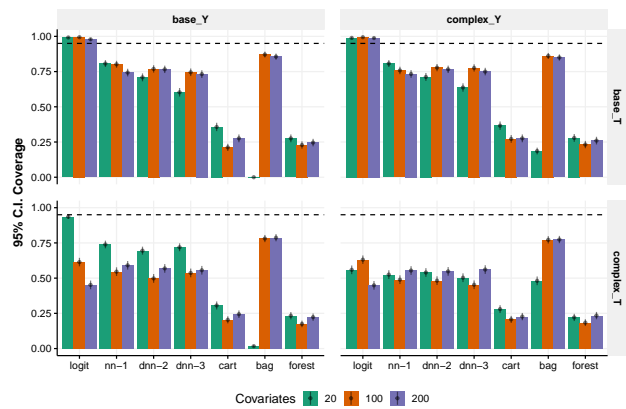 base_Y
complex_Y
95% C.I. Coverage
1.00
0.75
0.50
0.25
0.00
base_T
1.00
0.75
0.50
0.25
0.00
complex_T
logit nn−1 dnn−2 dnn−3 cart bag forest
logit nn−1 dnn−2 dnn−3 cart bag forest
Covariates 20 100 200